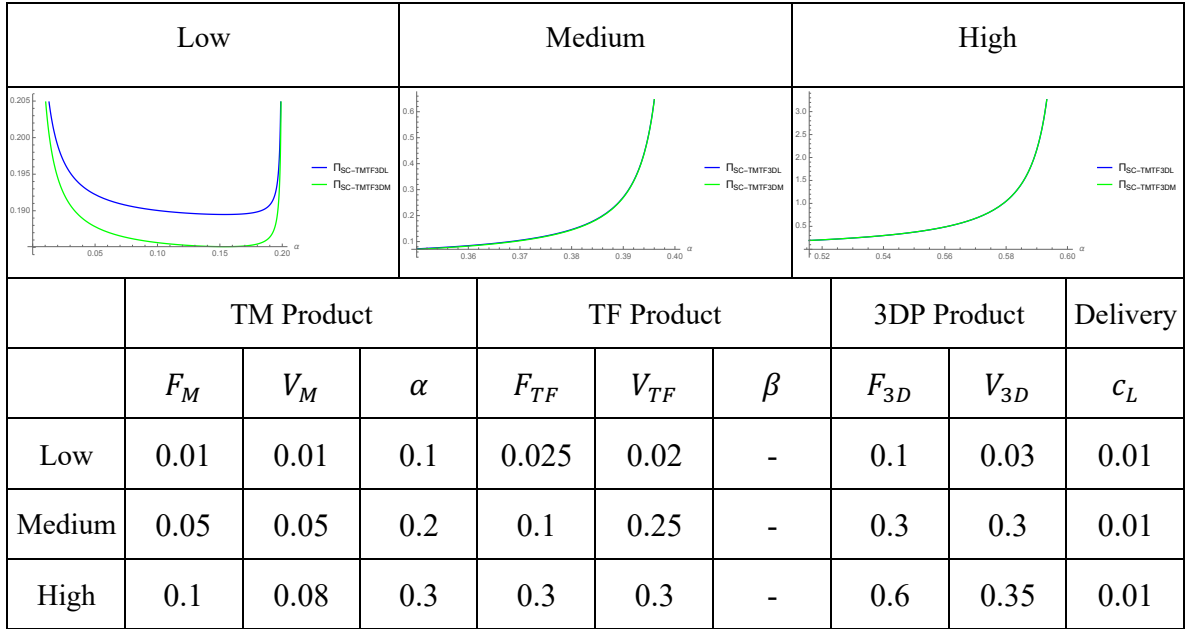 Low Medium High
0.205
0.200
0.195
0.190
0.05 0.10 0.15 0.20
α
Π_SC-TMTF3DL
Π_SC-TMTF3DM
0.6
0.5
0.4
0.3
0.2
0.1
0.36 0.37 0.38 0.39 0.40
α
Π_SC-TMTF3DL
Π_SC-TMTF3DM
3.0
2.5
2.0
1.5
1.0
0.5
0.52 0.54 0.56 0.58 0.60
α
Π_SC-TMTF3DL
Π_SC-TMTF3DM
TM Product TF Product 3DP Product Delivery
F_M V_M α F_TF V_TF β F_3D V_3D c_L
Low 0.01 0.01 0.1 0.025 0.02 - 0.1 0.03 0.01
Medium 0.05 0.05 0.2 0.1 0.25 - 0.3 0.3 0.01
High 0.1 0.08 0.3 0.3 0.3 - 0.6 0.35 0.01